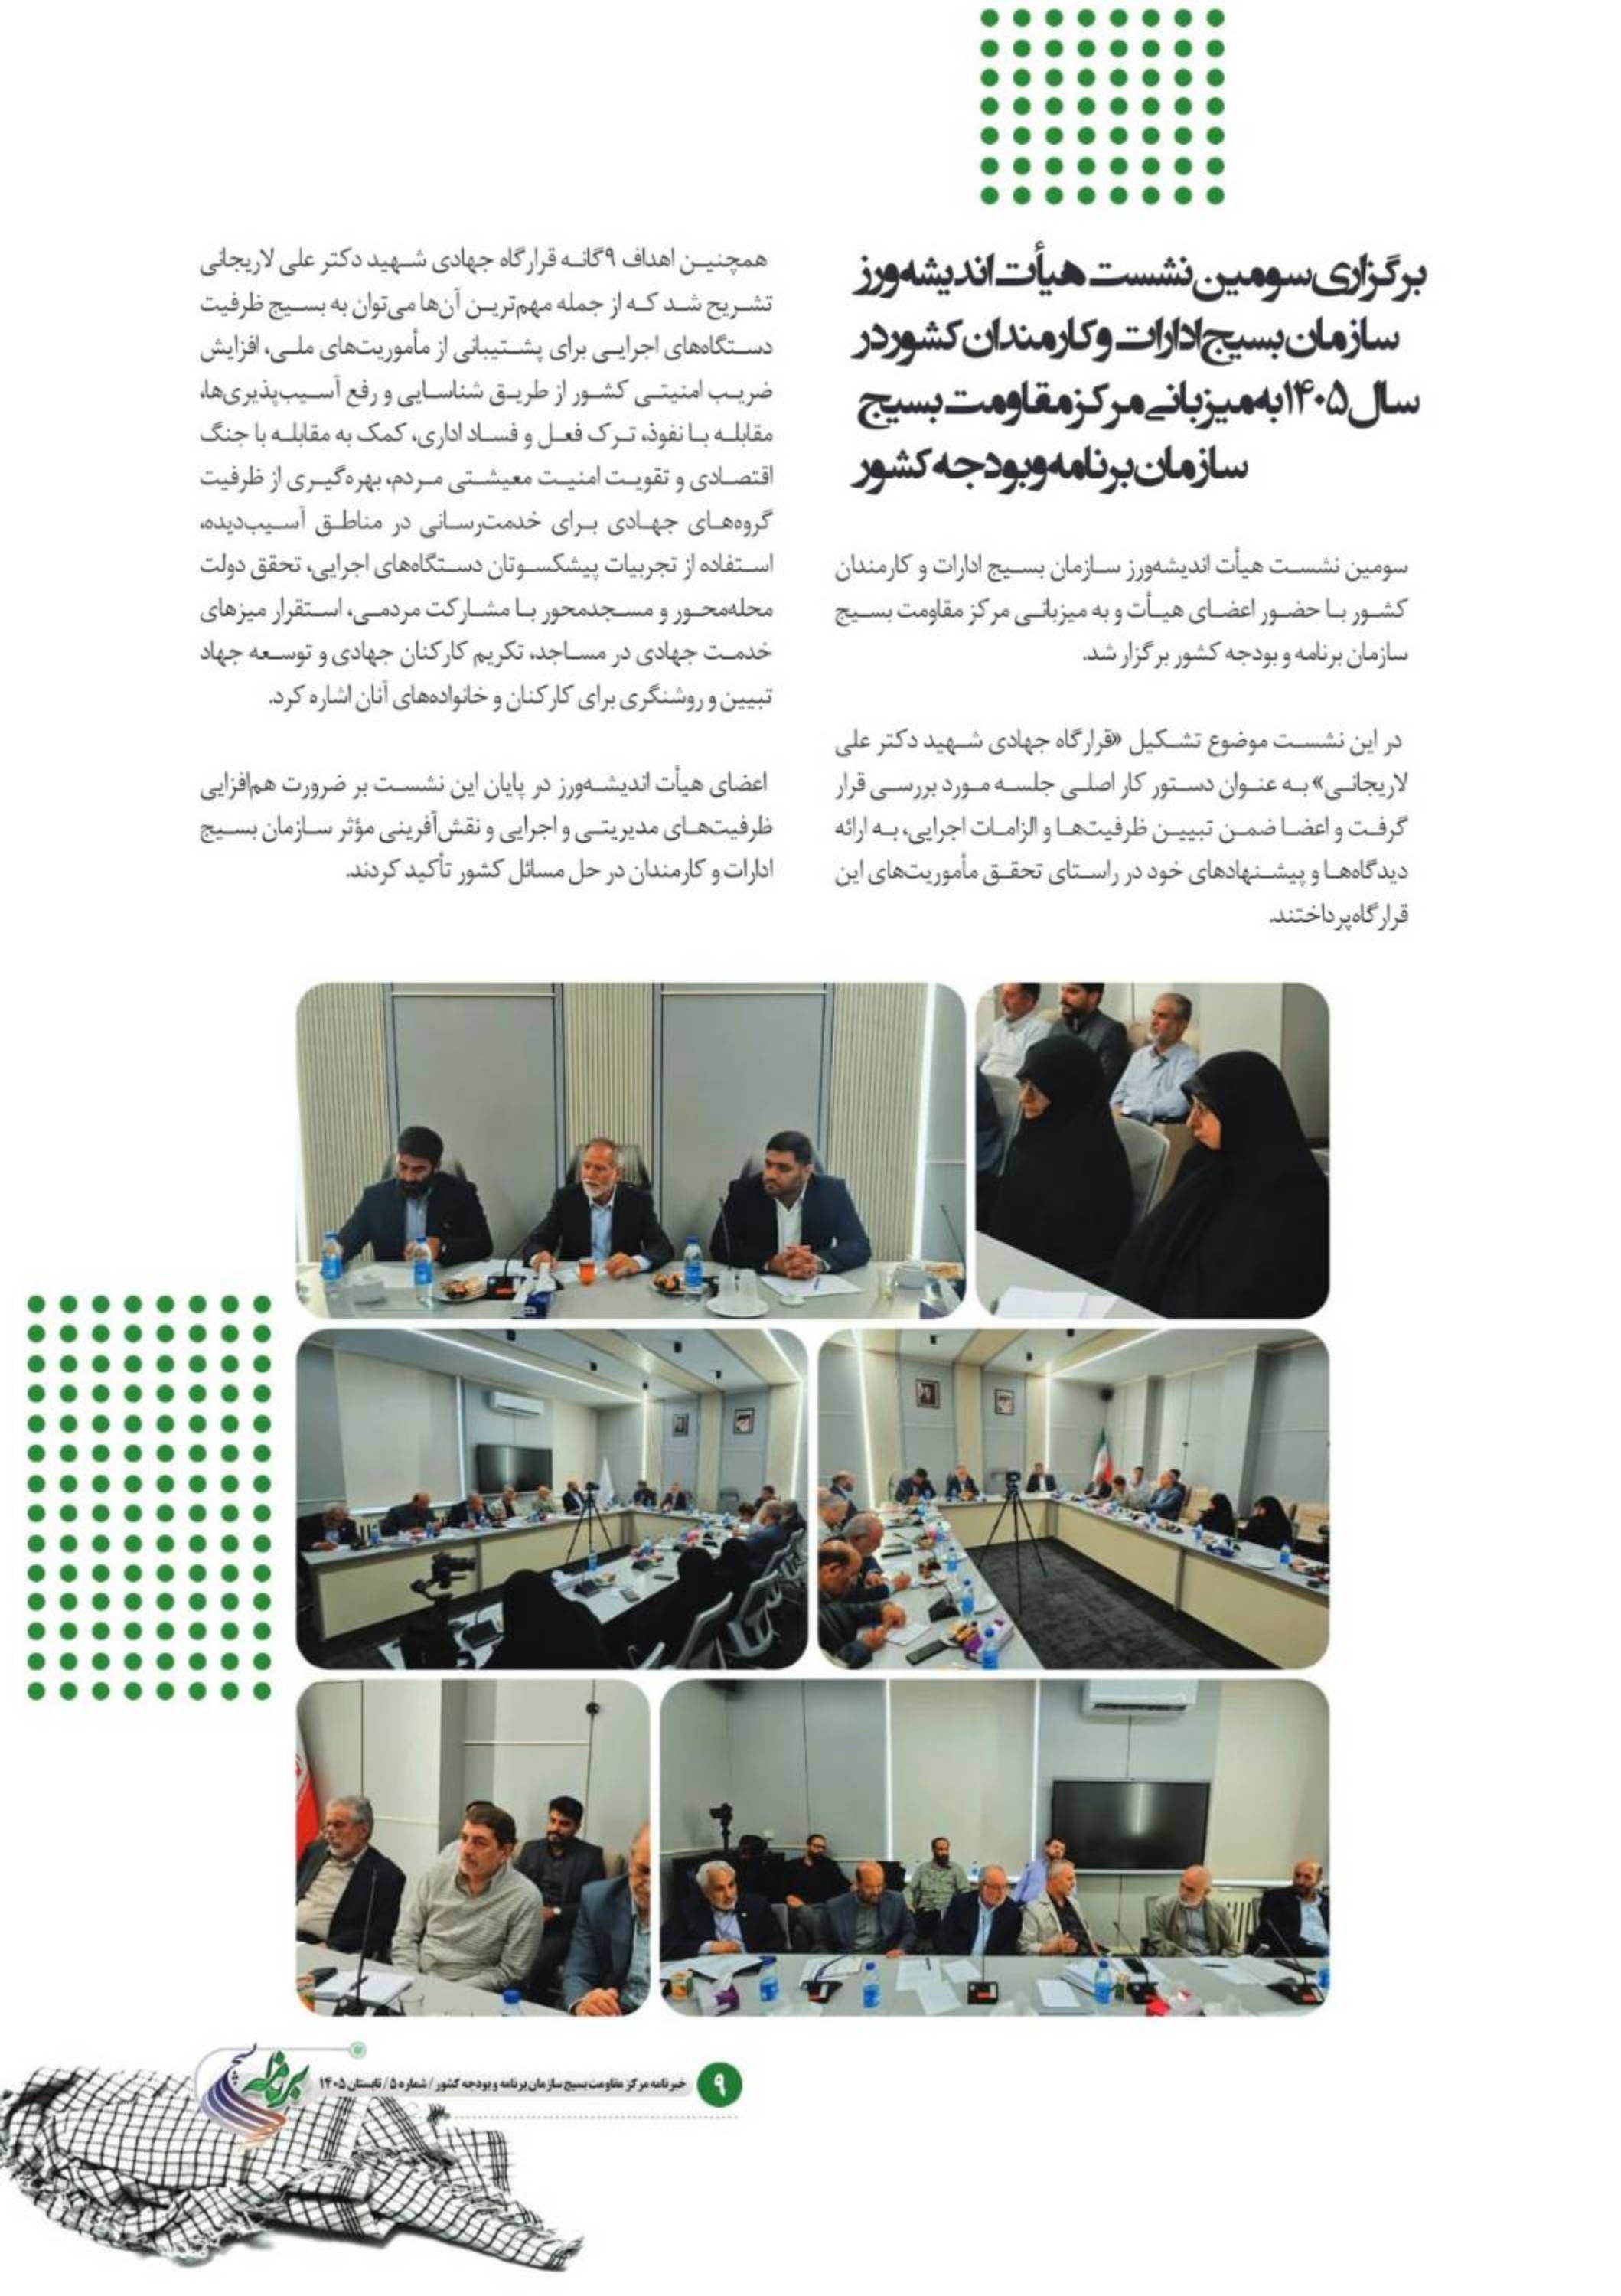 برگزاری سومین نشست هیأت اندیشه‌ورز
سازمان بسیج ادارات و کارمندان کشور در
سال ۱۴۰۵ به میزبانی مرکز مقاومت بسیج
سازمان برنامه و بودجه کشور
سومین نشست هیأت اندیشه‌ورز سازمان بسیج ادارات و کارمندان
کشور با حضور اعضای هیأت و به میزبانی مرکز مقاومت بسیج
سازمان برنامه و بودجه کشور برگزار شد.
در این نشست موضوع تشکیل «قرارگاه جهادی شهید دکتر علی
لاریجانی» به عنوان دستور کار اصلی جلسه مورد بررسی قرار
گرفت و اعضا ضمن تبیین ظرفیت‌ها و الزامات اجرایی، به ارائه
دیدگاه‌ها و پیشنهادهای خود در راستای تحقق مأموریت‌های این
قرارگاه پرداختند.
همچنین اهداف ۹گانه قرارگاه جهادی شهید دکتر علی لاریجانی
تشریح شد که از جمله مهم‌ترین آن‌ها می‌توان به بسیج ظرفیت
دستگاه‌های اجرایی برای پشتیبانی از مأموریت‌های ملی، افزایش
ضریب امنیتی کشور از طریق شناسایی و رفع آسیب‌پذیری‌ها،
مقابله با نفوذ، ترک فعل و فساد اداری، کمک به مقابله با جنگ
اقتصادی و تقویت امنیت معیشتی مردم، بهره‌گیری از ظرفیت
گروه‌های جهادی برای خدمت‌رسانی در مناطق آسیب‌دیده،
استفاده از تجربیات پیشکسوتان دستگاه‌های اجرایی، تحقق دولت
محله‌محور و مسجدمحور با مشارکت مردمی، استقرار میزهای
خدمت جهادی در مساجد، تکریم کارکنان جهادی و توسعه جهاد
تبیین و روشنگری برای کارکنان و خانواده‌های آنان اشاره کرد.
اعضای هیأت اندیشه‌ورز در پایان این نشست بر ضرورت هم‌افزایی
ظرفیت‌های مدیریتی و اجرایی و نقش‌آفرینی مؤثر سازمان بسیج
ادارات و کارمندان در حل مسائل کشور تأکید کردند.
۹
خبرنامه مرکز مقاومت بسیج سازمان برنامه و بودجه کشور / شماره ۵ / تابستان ۱۴۰۵
بسیج
برنامه